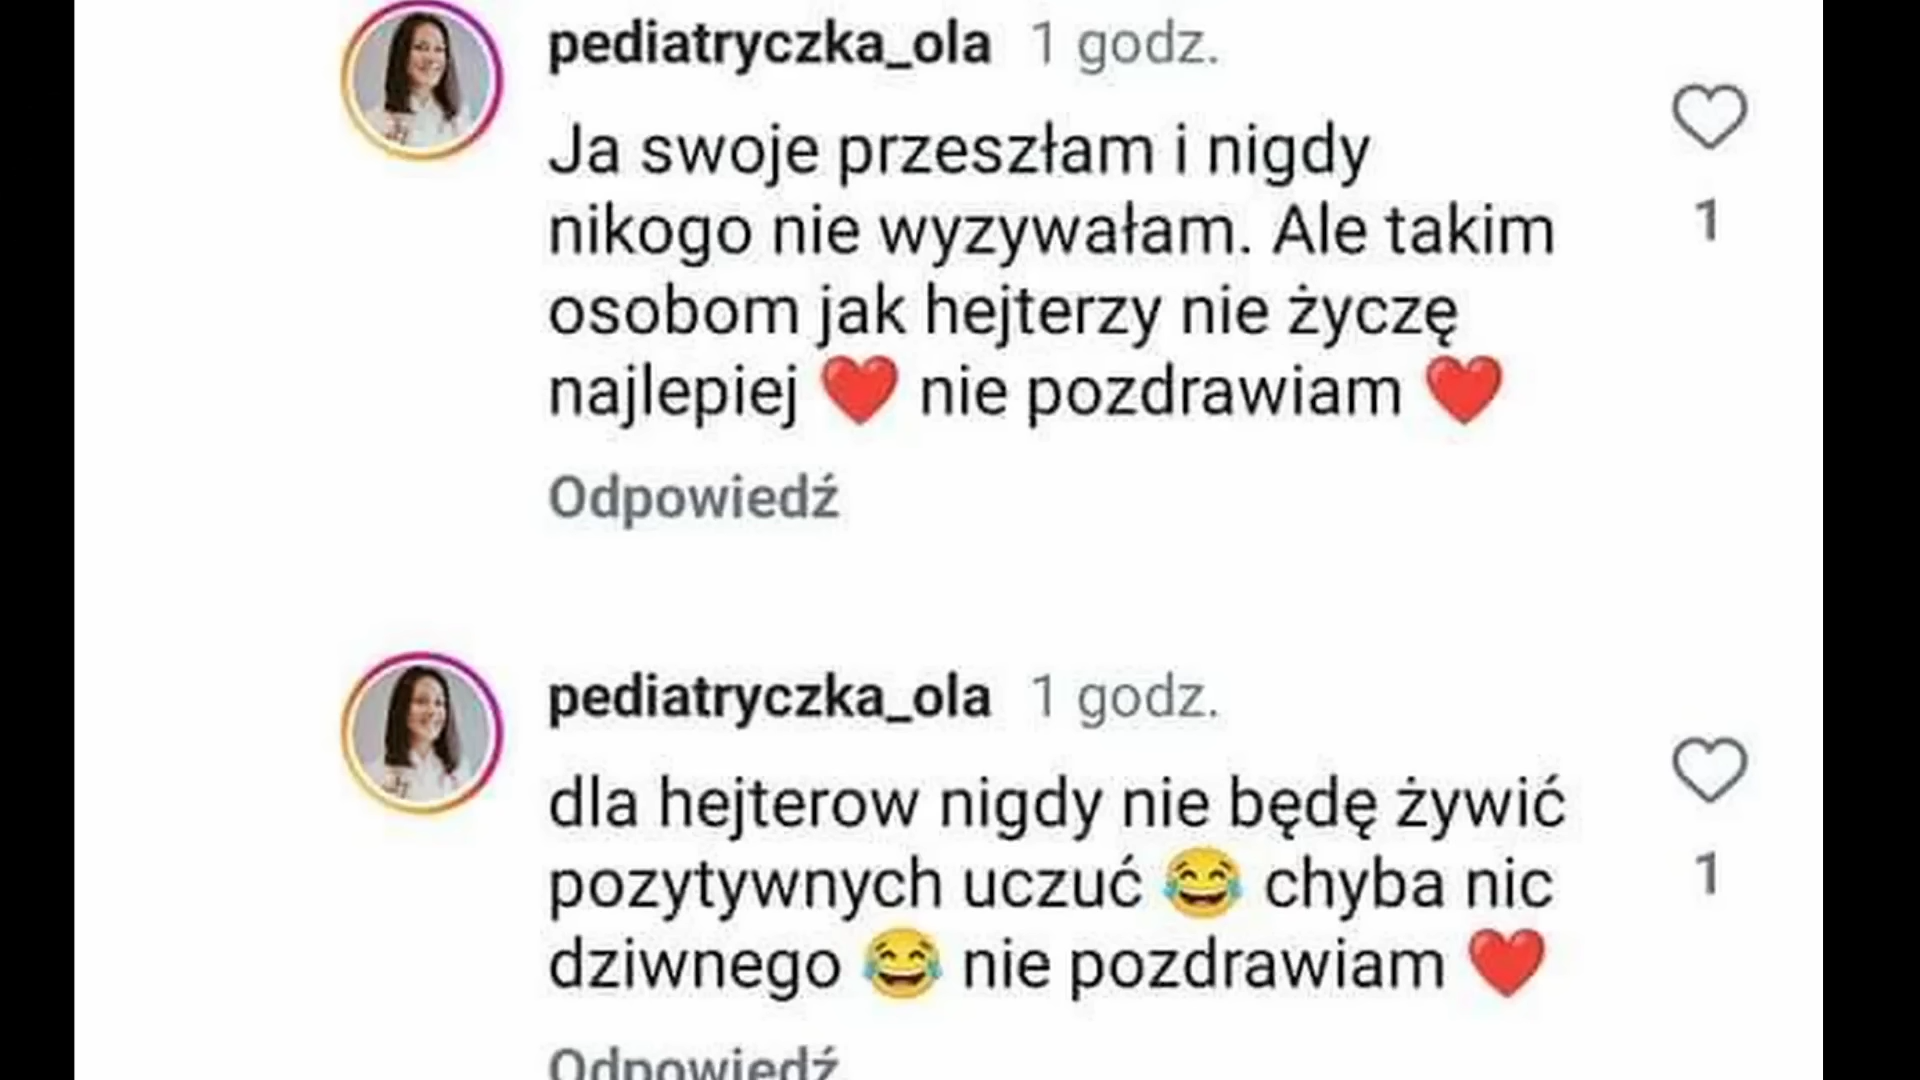 pediatryczka_ola 1 godz.
Ja swoje przeszłam i nigdy
nikogo nie wyzywałam. Ale takim
osobom jak hejterzy nie życzę
najlepiej ❤️ nie pozdrawiam ❤️
1
Odpowiedź
pediatryczka_ola 1 godz.
dla hejterow nigdy nie będę żywić
pozytywnych uczuć 😂 chyba nic
dziwnego 😂 nie pozdrawiam ❤️
1
Odpowiedź